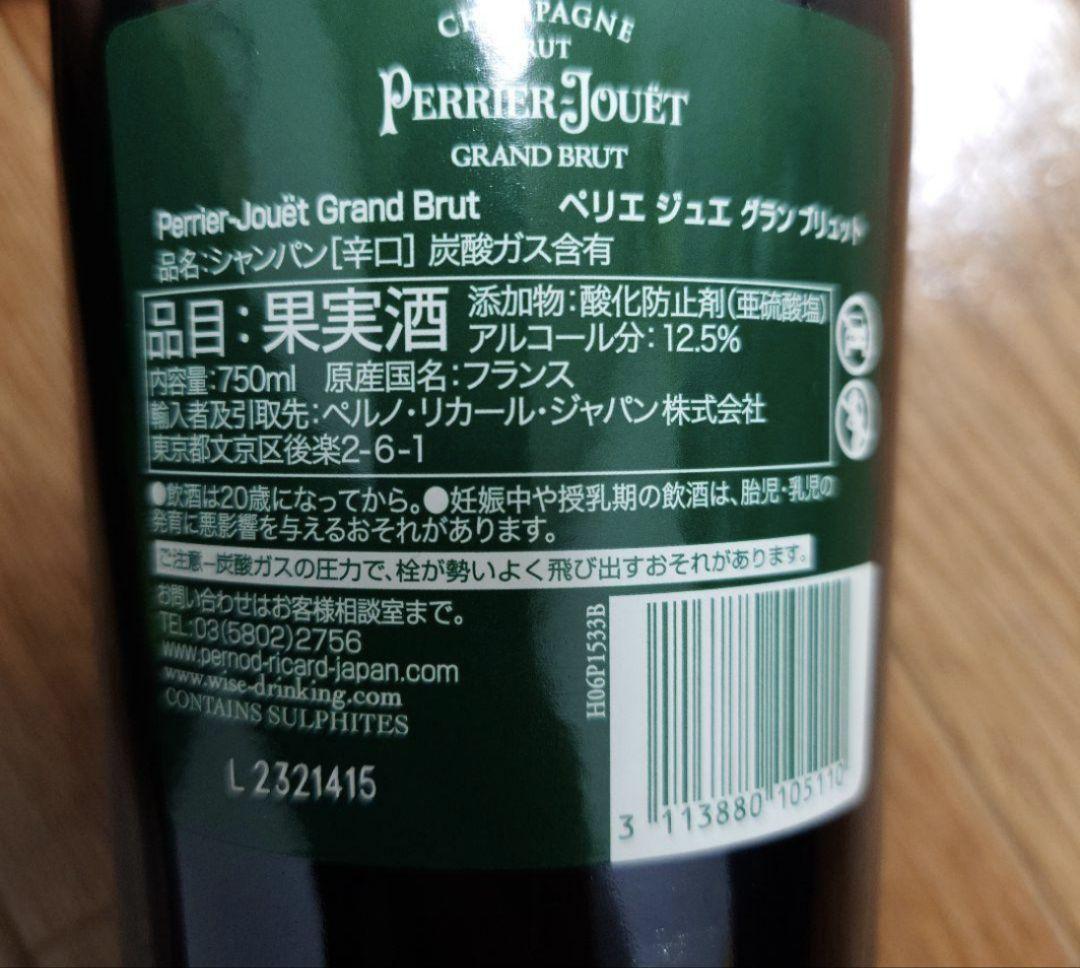 CHAMPAGNE
BRUT
PERRIER-JOUËT
GRAND BRUT
Perrier-Jouët Grand Brut ペリエ ジュエ グラン ブリュット
品名:シャンパン[辛口] 炭酸ガス含有
品目:果実酒 添加物:酸化防止剤(亜硫酸塩)
アルコール分:12.5%
内容量:750ml 原産国名:フランス
輸入者及引取先:ペルノ・リカール・ジャパン株式会社
東京都文京区後楽2-6-1
●飲酒は20歳になってから。●妊娠中や授乳期の飲酒は、胎児・乳児の
発育に悪影響を与えるおそれがあります。
ご注意-炭酸ガスの圧力で、栓が勢いよく飛び出すおそれがあります。
お問い合わせはお客様相談室まで。
TEL:03(5802)2756
www.pernod-ricard-japan.com
www.wise-drinking.com
CONTAINS SULPHITES
L2321415
H06P1533B
3 113880 105110